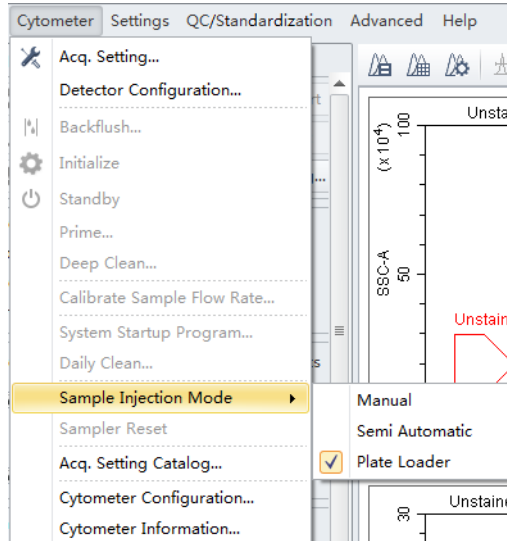 Cytometer Settings QC/Standardization Advanced Help
Acq. Setting...
Detector Configuration...
Backflush...
Initialize
Standby
Prime...
Deep Clean...
Calibrate Sample Flow Rate...
System Startup Program...
Daily Clean...
Sample Injection Mode
Manual
Semi Automatic
Plate Loader
Sampler Reset
Acq. Setting Catalog...
Cytometer Configuration...
Cytometer Information...
Unsta
(x 10⁴)
100
SSC-A
50
Unstain
Unstaine
30